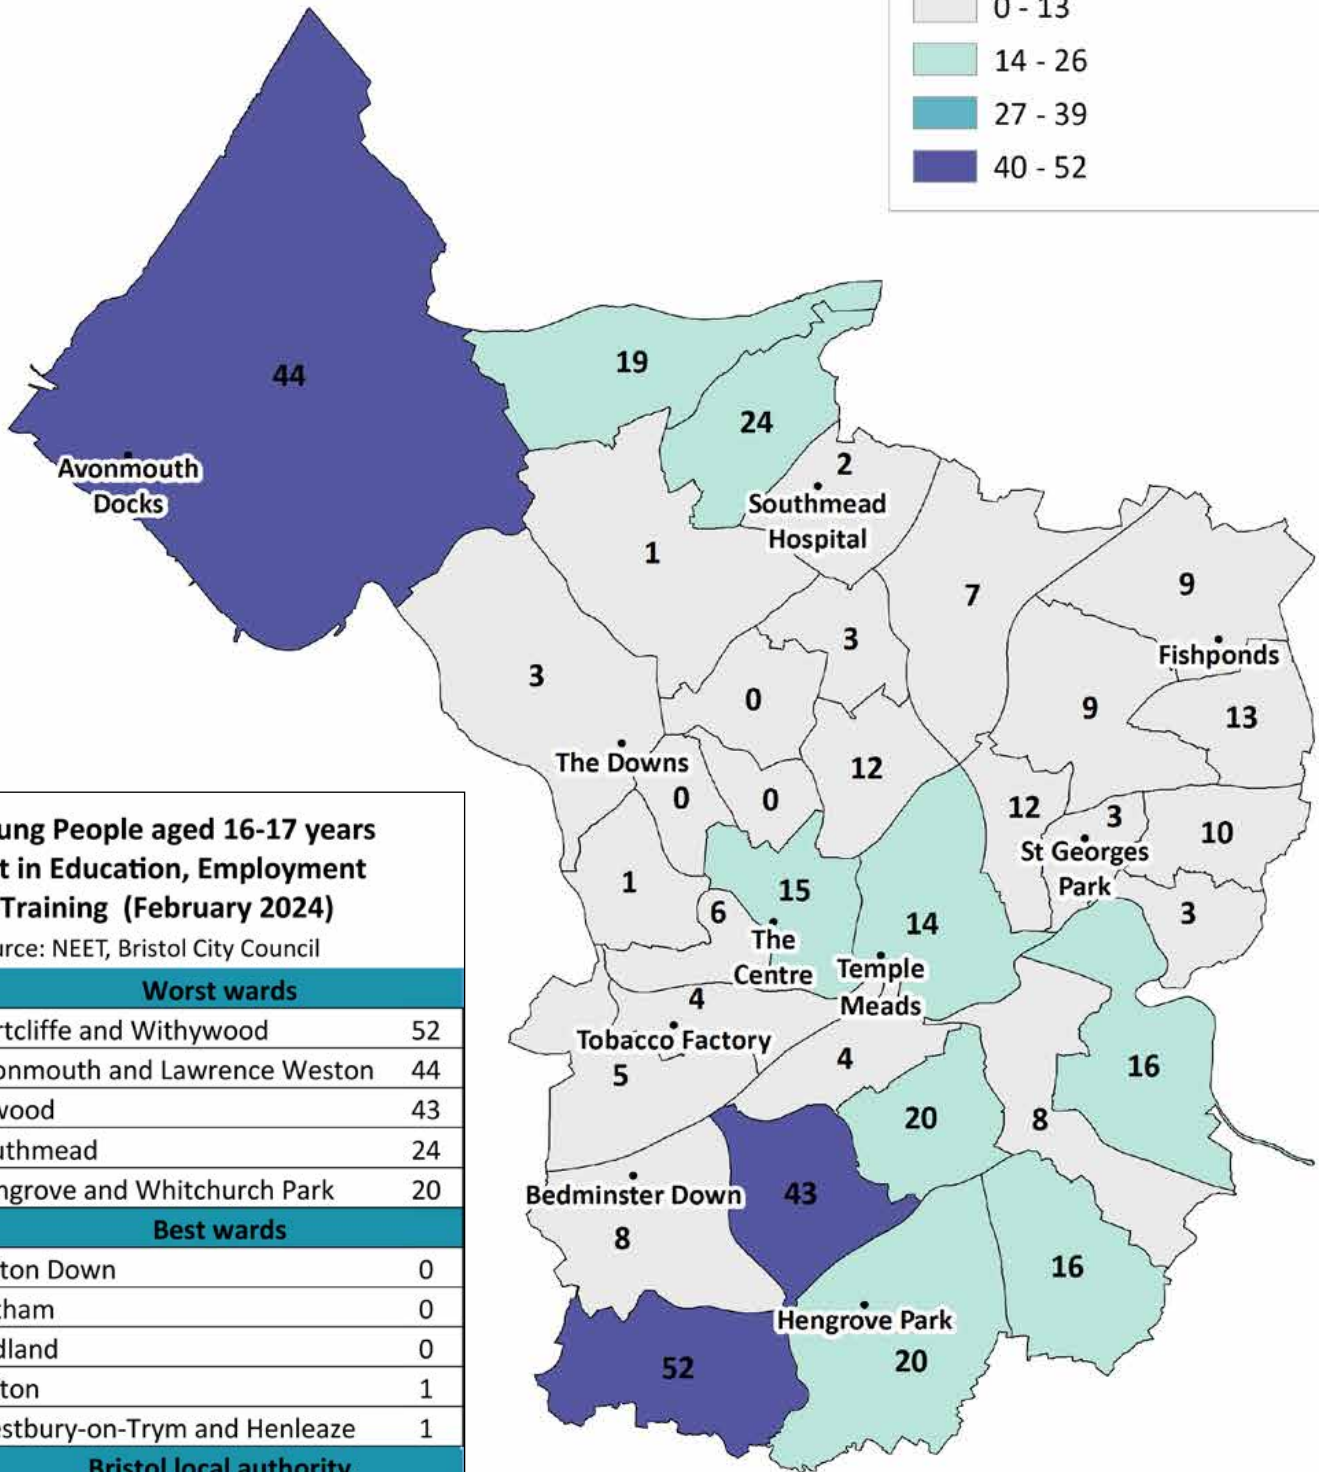 0 - 13
14 - 26
27 - 39
40 - 52
44
19
24
Avonmouth
Docks
2
Southmead
Hospital
1
7
9
3
Fishponds
3
0
9
13
The Downs
12
0
0
12
3
10
St Georges
Park
1
15
6
14
3
The
Centre
Temple
Meads
4
Tobacco Factory
5
4
16
20
8
Bedminster Down
43
8
16
Hengrove Park
20
52
ung People aged 16-17 years
t in Education, Employment
Training (February 2024)
urce: NEET, Bristol City Council
Worst wards
rtcliffe and Withywood 52
onmouth and Lawrence Weston 44
wood 43
uthmead 24
ngrove and Whitchurch Park 20
Best wards
ton Down 0
ham 0
dland 0
ton 1
estbury-on-Trym and Henleaze 1
Bristol local authority